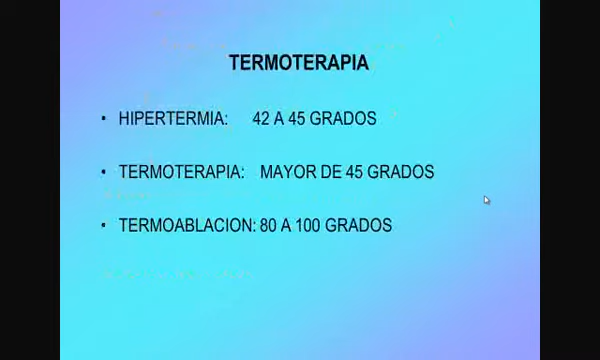 TERMOTERAPIA
• HIPERTERMIA: 42 A 45 GRADOS
• TERMOTERAPIA: MAYOR DE 45 GRADOS
• TERMOABLACION: 80 A 100 GRADOS